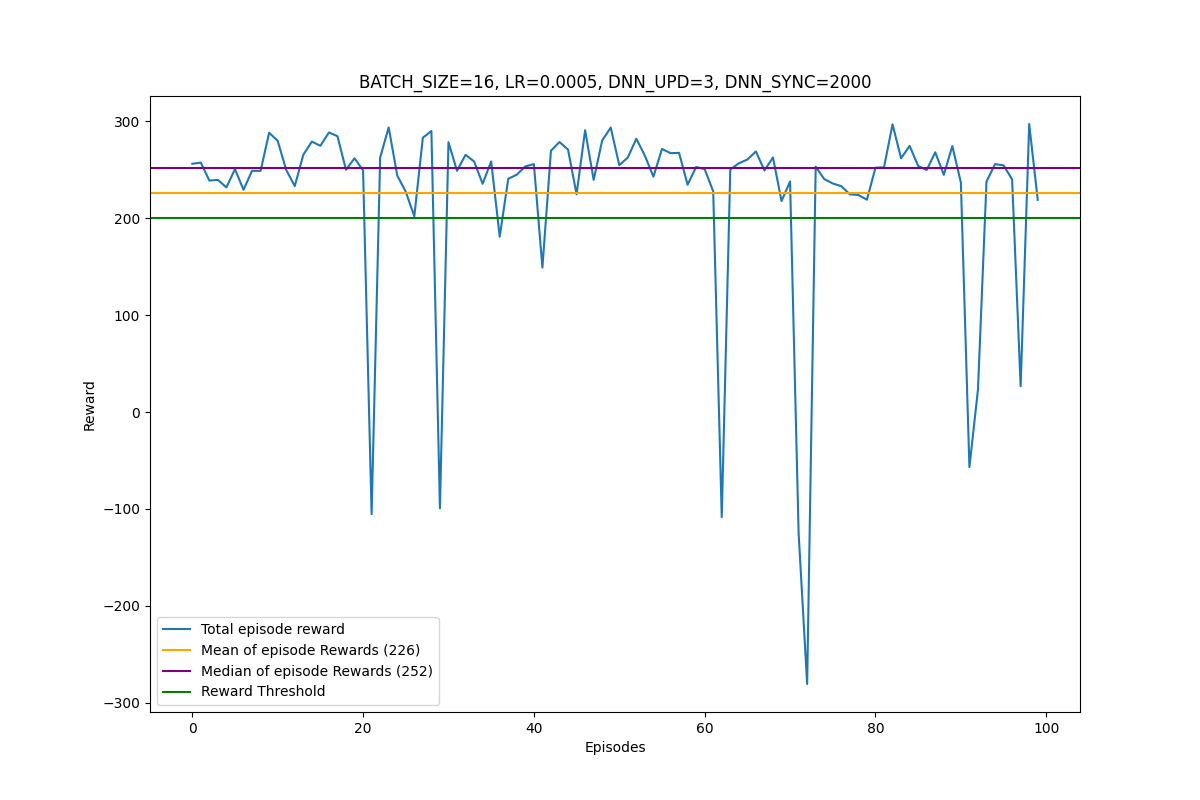 BATCH_SIZE=16, LR=0.0005, DNN_UPD=3, DNN_SYNC=2000
300
200
100
0
−100
−200
−300
Reward
Total episode reward
Mean of episode Rewards (226)
Median of episode Rewards (252)
Reward Threshold
0 20 40 60 80 100
Episodes